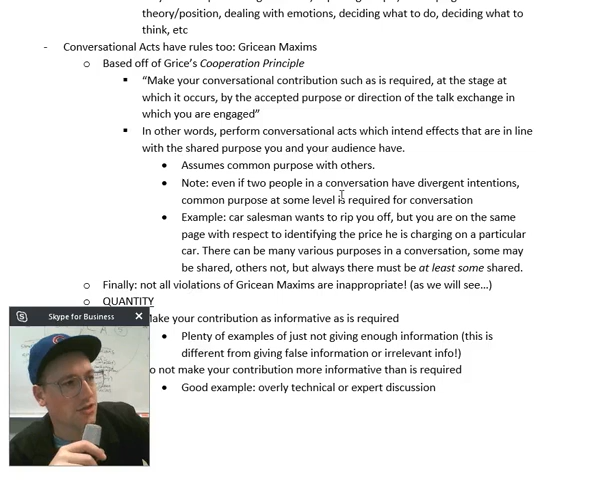 theory/position, dealing with emotions, deciding what to do, deciding what to
think, etc
- Conversational Acts have rules too: Gricean Maxims
o Based off of Grice's Cooperation Principle
▪ “Make your conversational contribution such as is required, at the stage at
which it occurs, by the accepted purpose or direction of the talk exchange in
which you are engaged”
▪ In other words, perform conversational acts which intend effects that are in line
with the shared purpose you and your audience have.
• Assumes common purpose with others.
• Note: even if two people in a conversation have divergent intentions,
common purpose at some level is required for conversation
• Example: car salesman wants to rip you off, but you are on the same
page with respect to identifying the price he is charging on a particular
car. There can be many various purposes in a conversation, some may
be shared, others not, but always there must be at least some shared.
o Finally: not all violations of Gricean Maxims are inappropriate! (as we will see…)
o QUANTITY
Skype for Business
ake your contribution as informative as is required
• Plenty of examples of just not giving enough information (this is
different from giving false information or irrelevant info!)
o not make your contribution more informative than is required
• Good example: overly technical or expert discussion